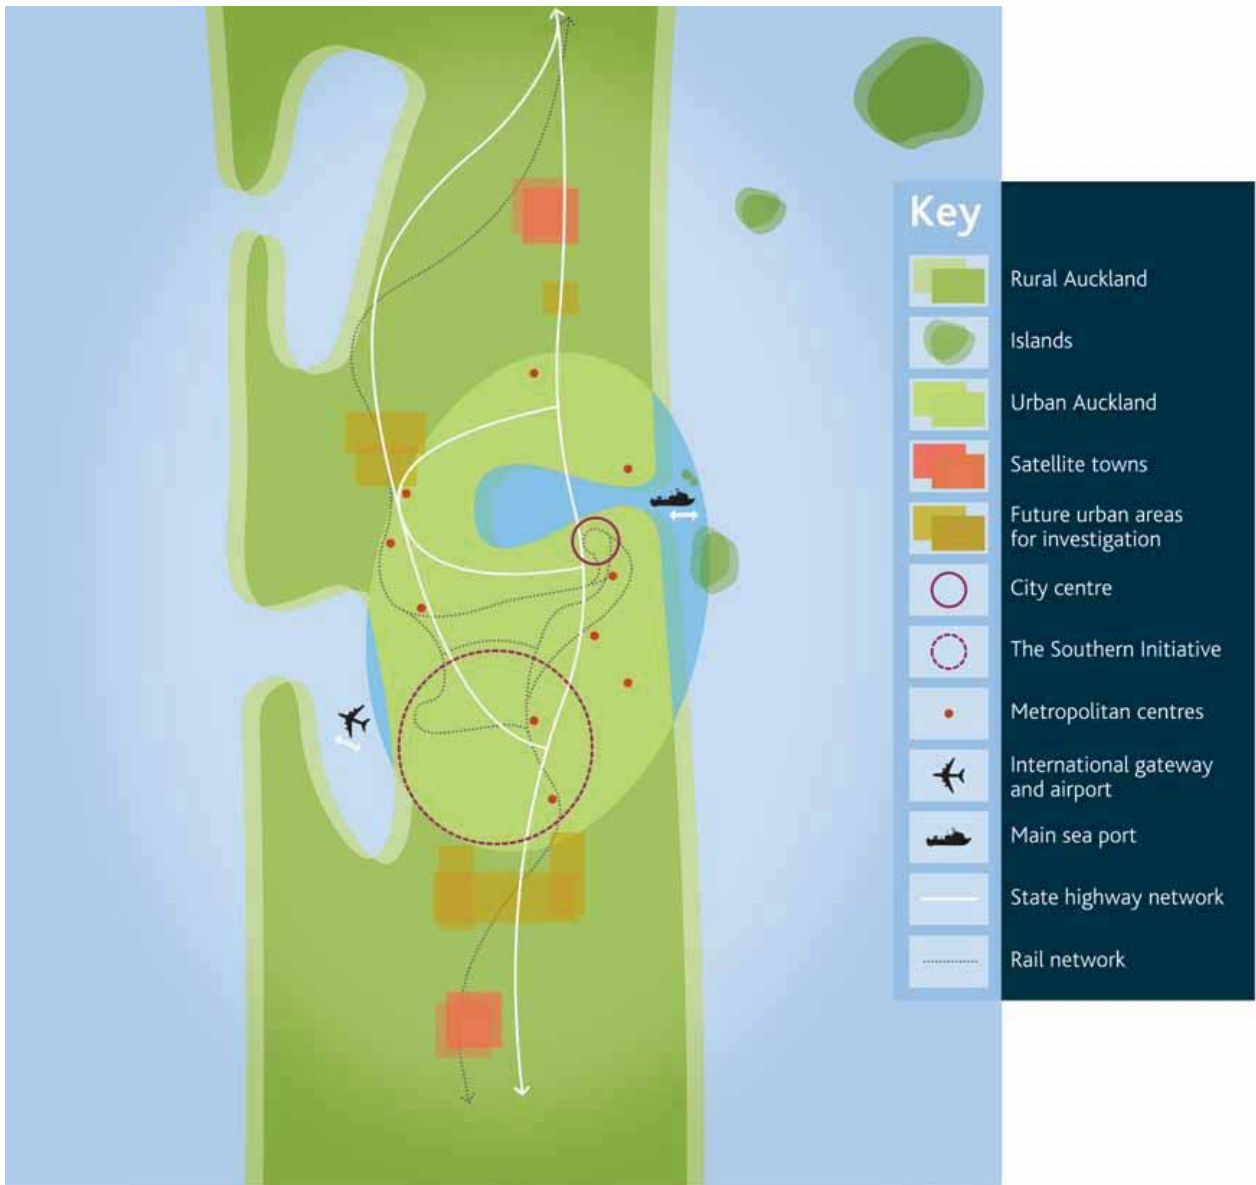 Key
Rural Auckland
Islands
Urban Auckland
Satellite towns
Future urban areas
for investigation
City centre
The Southern Initiative
Metropolitan centres
International gateway
and airport
Main sea port
State highway network
Rail network